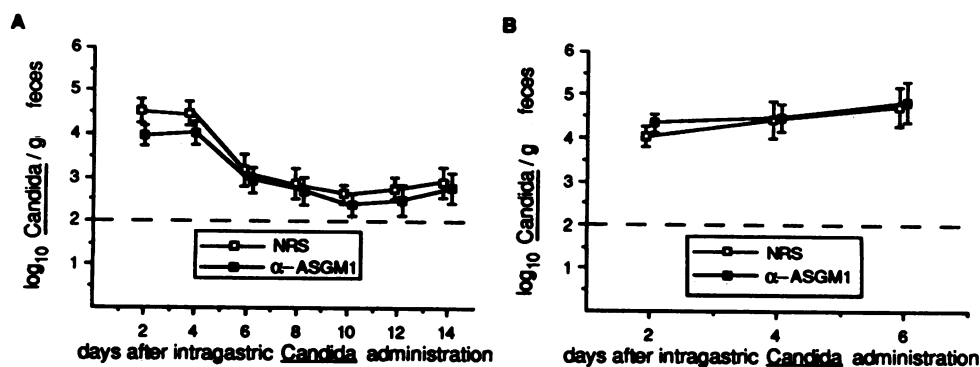 A
6
5
4
3
2
1
log10 Candida / g feces
NRS
α-ASGM1
2 4 6 8 10 12 14
days after intragastric Candida administration
B
6
5
4
3
2
1
log10 Candida / g feces
NRS
α-ASGM1
2 4 6
days after intragastric Candida administration